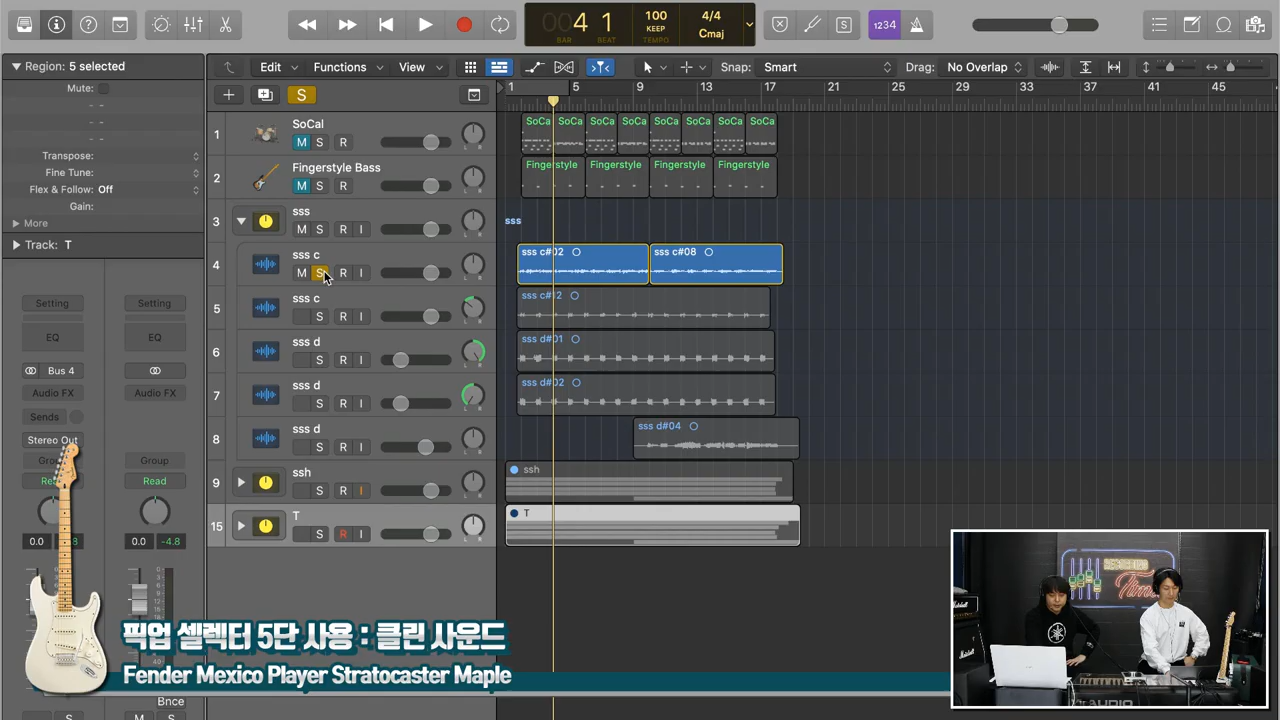 4 1
BAR BEAT
100
KEEP
TEMPO
4/4
Cmaj
1234
Region: 5 selected
Mute:
Transpose:
Fine Tune:
Flex & Follow: Off
Gain:
More
Track: T
Edit
Functions
View
Snap: Smart
Drag: No Overlap
S
1 5 9 13 17 21 25 29 33 37 41 45
1
SoCal
M S R
SoCa SoCa SoCa SoCa SoCa SoCa SoCa SoCa
2
Fingerstyle Bass
M S R
Fingerstyle Fingerstyle Fingerstyle Fingerstyle
3
sss
M S R I
sss
4
sss c
M S R I
sss c#02
sss c#08
5
sss c
S R I
sss c#12
6
sss d
S R I
sss d#01
7
sss d
S R I
sss d#02
8
sss d
S R I
sss d#04
9
ssh
S R I
ssh
15
T
S R I
T
Setting Setting
EQ EQ
Bus 4
Audio FX Audio FX
Sends
Stereo Out
Group
Read
0.0 0.0 -4.8
Bnce
M S
픽업 셀렉터 5단 사용 : 클린 사운드
Fender Mexico Player Stratocaster Maple
Marshall
Time